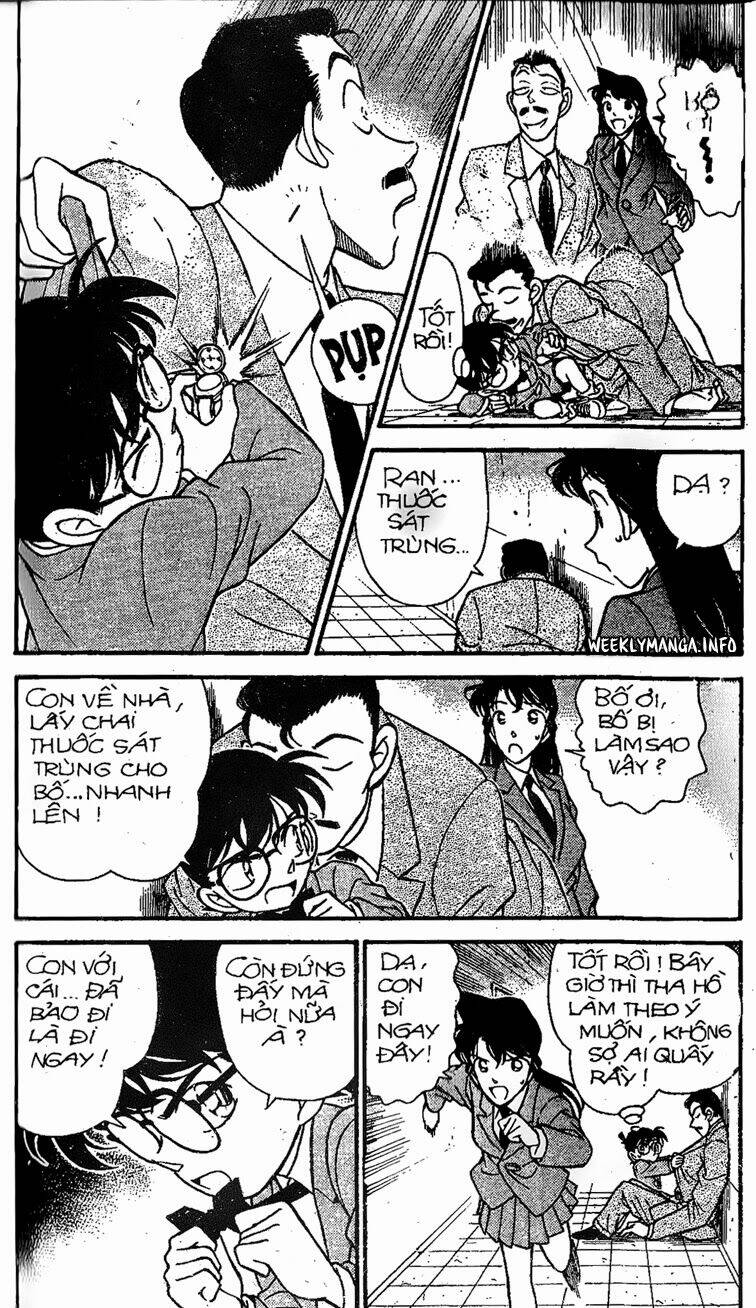 PỤP
BỐ
TỐT
RỒI!
RAN...
THUỐC
SÁT
TRÙNG...
DẠ ?
WEEKLYMANGA.INFO
CON VỀ NHÀ,
LẤY CHAI
THUỐC SÁT
TRÙNG CHO
BỐ...NHANH
LÊN !
BỐ ƠI,
BỐ BỊ
LÀM SAO
VẬY ?
CON VỚI
CÁI... ĐÃ
BẢO ĐI
LÀ ĐI
NGAY !
CÒN ĐỨNG
ĐẤY MÀ
HỎI NỮA
À ?
DẠ,
CON
ĐI
NGAY
ĐÂY!
TỐT RỒI ! BÂY
GIỜ THÌ THA HỒ
LÀM THEO Ý
MUỐN, KHÔNG
SỢ AI QUẤY
RẦY !